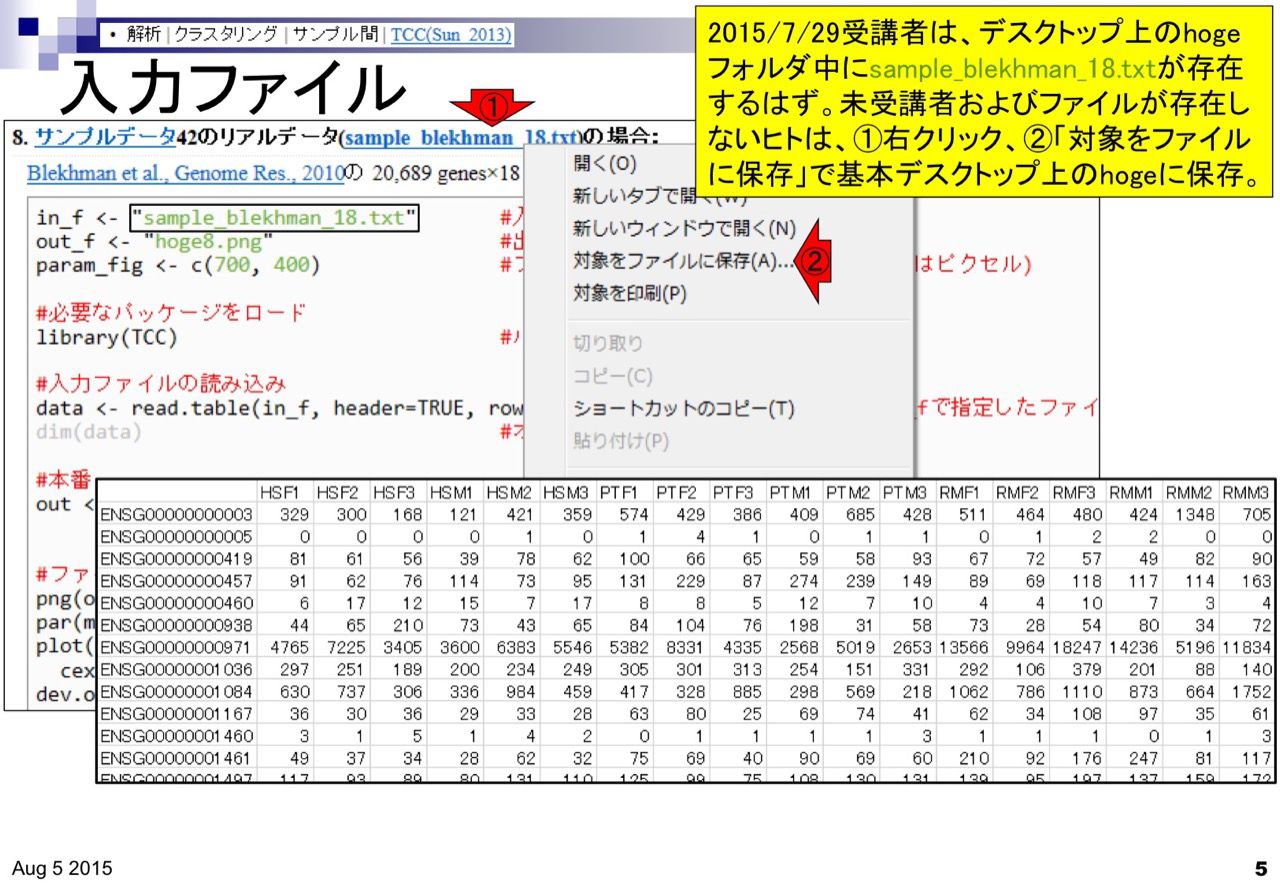 • 解析 | クラスタリング | サンプル間 | TCC(Sun_2013)
入力ファイル
2015/7/29受講者は、デスクトップ上のhoge
フォルダ中にsample_blekhman_18.txtが存在
するはず。未受講者およびファイルが存在し
ないヒトは、①右クリック、②「対象をファイル
に保存」で基本デスクトップ上のhogeに保存。
①
8. サンプルデータ42のリアルデータ(sample_blekhman_18.txt)の場合:
Blekhman et al., Genome Res., 2010の 20,689 genes×18
in_f <- "sample_blekhman_18.txt" #入
out_f <- "hoge8.png" #出
param_fig <- c(700, 400) #フ はピクセル)
#必要なパッケージをロード
library(TCC) #パ
#入力ファイルの読み込み
data <- read.table(in_f, header=TRUE, row fで指定したファイ
dim(data) #オ
#本番
out <
#ファ
png(o
par(m
plot(
cex
dev.o
開く(O)
新しいタブで開く(W)
新しいウィンドウで開く(N)
対象をファイルに保存(A)... ②
対象を印刷(P)
切り取り
コピー(C)
ショートカットのコピー(T)
貼り付け(P)
HSF1 HSF2 HSF3 HSM1 HSM2 HSM3 PTF1 PTF2 PTF3 PTM1 PTM2 PTM3 RMF1 RMF2 RMF3 RMM1 RMM2 RMM3
ENSG00000000003 329 300 168 121 421 359 574 429 386 409 685 428 511 464 480 424 1348 705
ENSG00000000005 0 0 0 0 1 0 1 4 1 0 1 1 0 1 2 2 0 0
ENSG00000000419 81 61 56 39 78 62 100 66 65 59 58 93 67 72 57 49 82 90
ENSG00000000457 91 62 76 114 73 95 131 229 87 274 239 149 89 69 118 117 114 163
ENSG00000000460 6 17 12 15 7 17 8 8 5 12 7 10 4 4 10 7 3 4
ENSG00000000938 44 65 210 73 43 65 84 104 76 198 31 58 73 28 54 80 34 72
ENSG00000000971 4765 7225 3405 3600 6383 5546 5382 8331 4335 2568 5019 2653 13566 9964 18247 14236 5196 11834
ENSG00000001036 297 251 189 200 234 249 305 301 313 254 151 331 292 106 379 201 88 140
ENSG00000001084 630 737 306 336 984 459 417 328 885 298 569 218 1062 786 1110 873 664 1752
ENSG00000001167 36 30 36 29 33 28 63 80 25 69 74 41 62 34 108 97 35 61
ENSG00000001460 3 1 5 1 4 2 0 1 1 1 1 3 1 1 1 0 1 3
ENSG00000001461 49 37 34 28 62 32 75 69 40 90 69 60 210 92 176 247 81 117
ENSG00000001497 117 93 89 80 131 110 125 99 75 108 130 131 139 95 197 137 159 172
Aug 5 2015
5